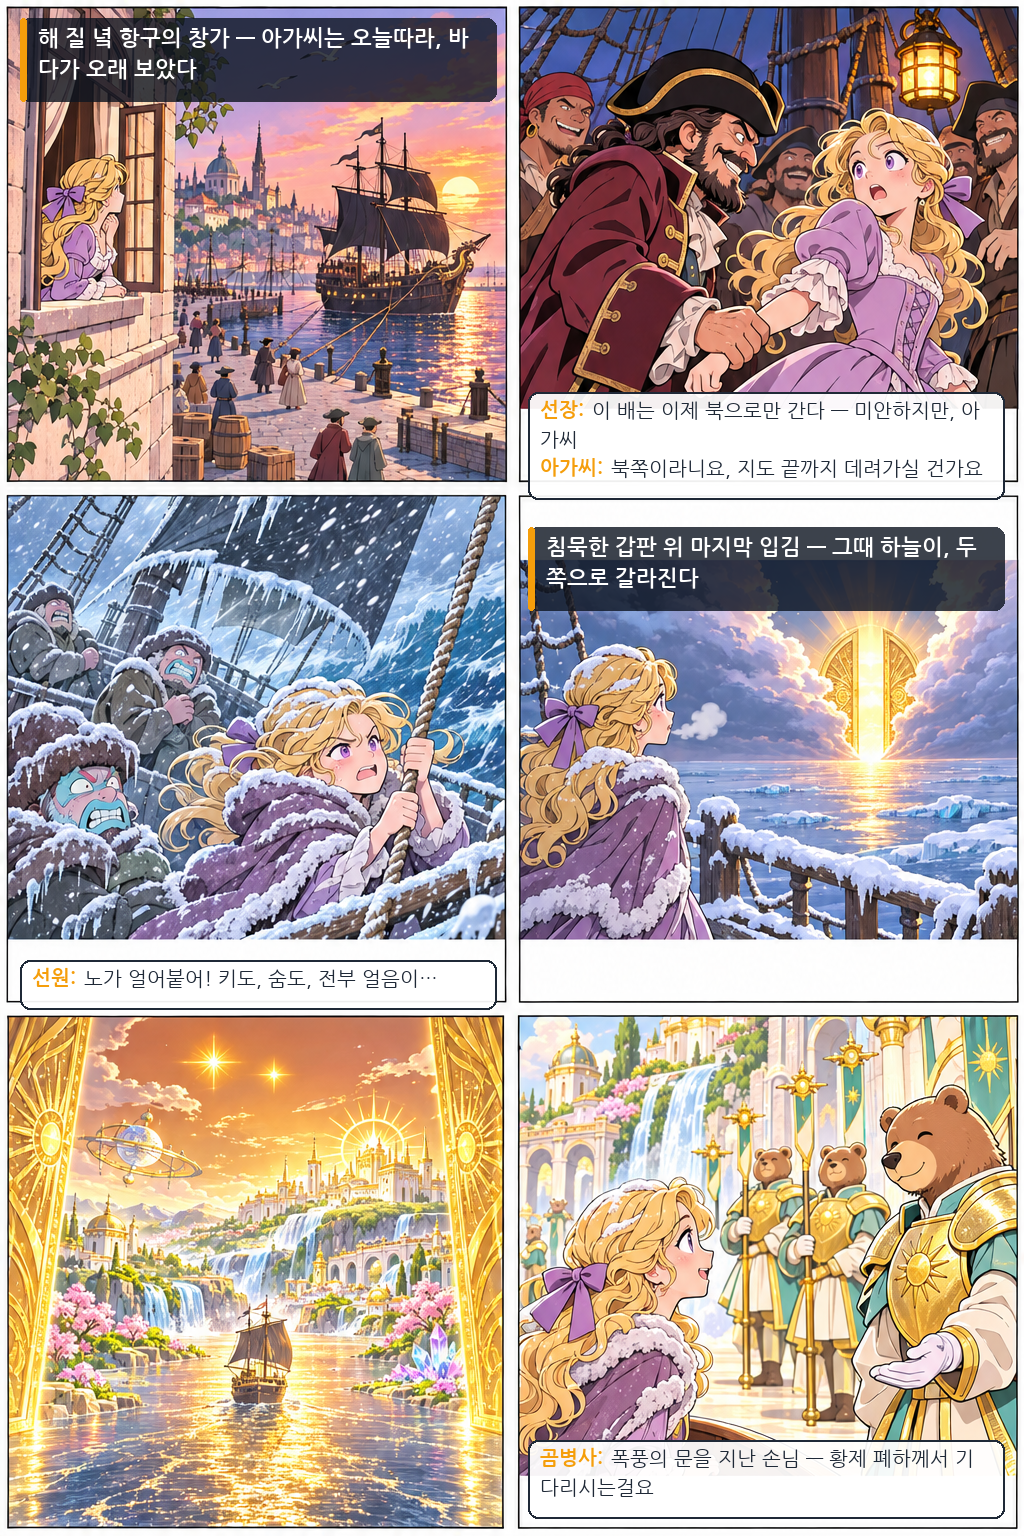 해 질 녘 항구의 창가 — 아가씨는 오늘따라, 바
다가 오래 보았다
선장: 이 배는 이제 북으로만 간다 — 미안하지만, 아
가씨
아가씨: 북쪽이라니요, 지도 끝까지 데려가실 건가요
선원: 노가 얼어붙어! 키도, 숨도, 전부 얼음이…
침묵한 갑판 위 마지막 입김 — 그때 하늘이, 두
쪽으로 갈라진다
곰병사: 폭풍의 문을 지난 손님 — 황제 폐하께서 기
다리시는걸요